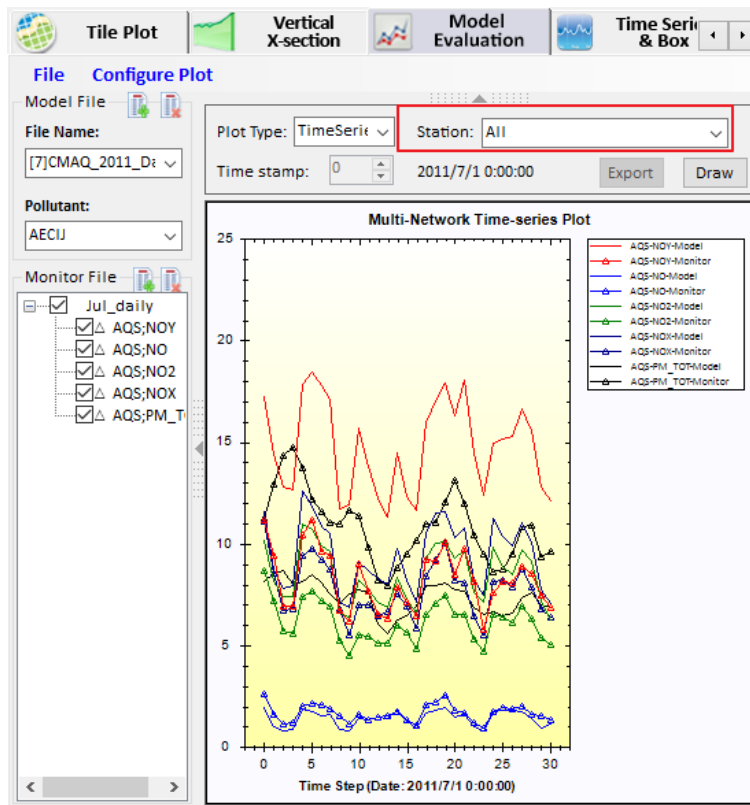 Tile Plot
Vertical
X-section
Model
Evaluation
Time Serie
& Box
File Configure Plot
Model File
File Name:
[7]CMAQ_2011_Da
Pollutant:
AECIJ
Monitor File
Jul_daily
AQS;NOY
AQS;NO
AQS;NO2
AQS;NOX
AQS;PM_T
Plot Type: TimeSerie Station: All
Time stamp: 0 2011/7/1 0:00:00 Export Draw
Multi-Network Time-series Plot
25
20
15
10
5
0
0 5 10 15 20 25 30
Time Step (Date: 2011/7/1 0:00:00)
AQS-NOY-Model
AQS-NOY-Monitor
AQS-NO-Model
AQS-NO-Monitor
AQS-NO2-Model
AQS-NO2-Monitor
AQS-NOX-Model
AQS-NOX-Monitor
AQS-PM_TOT-Model
AQS-PM_TOT-Monitor